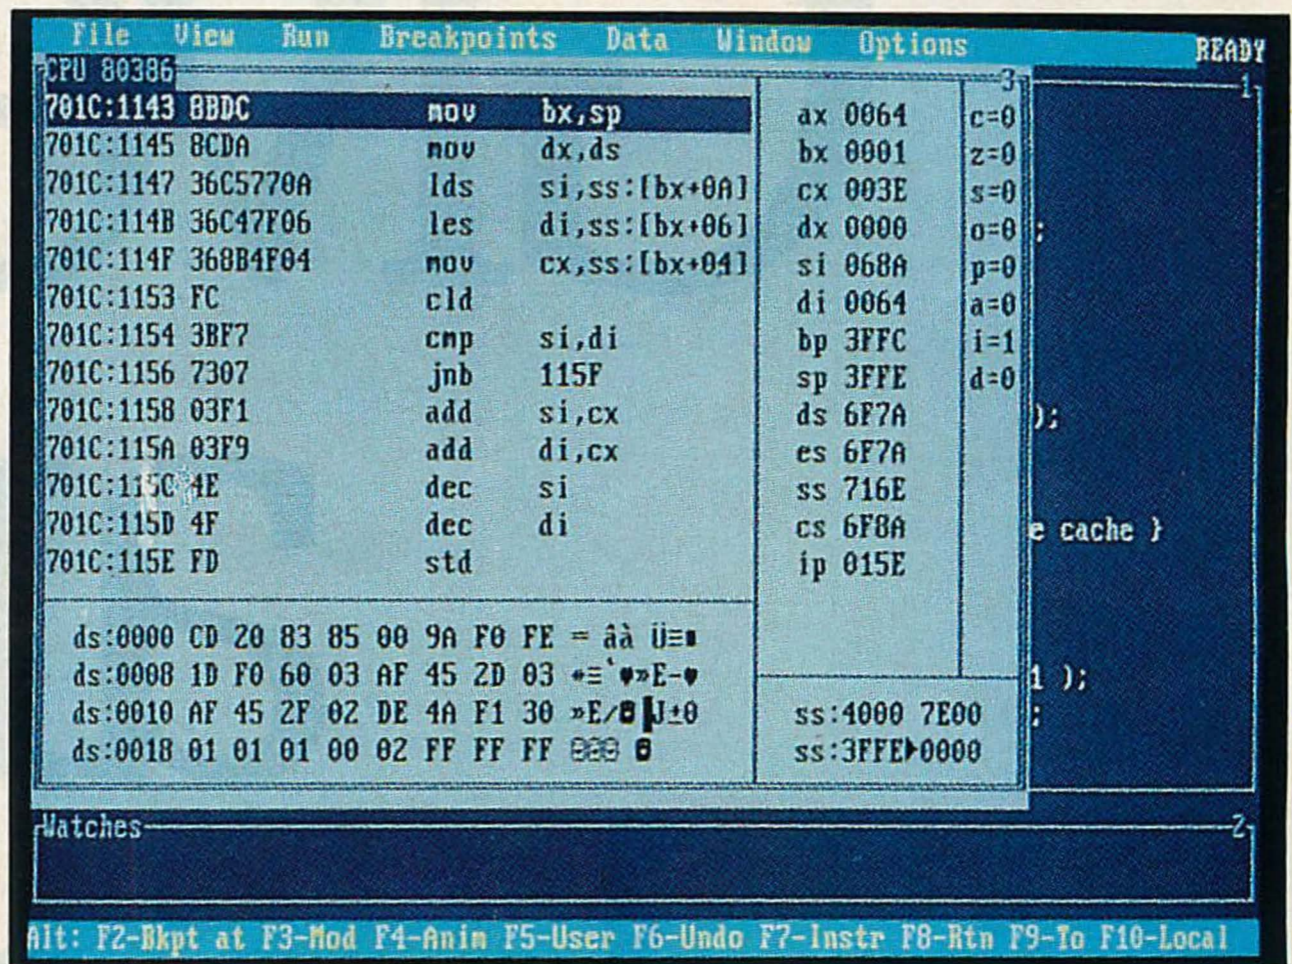 File View Run Breakpoints Data Window Options READY
CPU 80386 3 1
701C:1143 8BDC mov bx,sp ax 0064 c=0
701C:1145 8CDA mov dx,ds bx 0001 z=0
701C:1147 36C5770A lds si,ss:[bx+0A] cx 003E s=0
701C:114B 36C47F06 les di,ss:[bx+06] dx 0000 o=0 ;
701C:114F 368B4F04 mov cx,ss:[bx+04] si 068A p=0
701C:1153 FC cld di 0064 a=0
701C:1154 3BF7 cmp si,di bp 3FFC i=1
701C:1156 7307 jnb 115F sp 3FFE d=0
701C:1158 03F1 add si,cx ds 6F7A );
701C:115A 03F9 add di,cx es 6F7A
701C:115C 4E dec si ss 716E
701C:115D 4F dec di cs 6F8A e cache }
701C:115E FD std ip 015E
ds:0000 CD 20 83 85 00 9A F0 FE = âà Ü≡■
ds:0008 1D F0 60 03 AF 45 2D 03 ↔≡`♥»E-♥ 1 );
ds:0010 AF 45 2F 02 DE 4A F1 30 »E/☻▐J±0 ss:4000 7E00 ;
ds:0018 01 01 01 00 02 FF FF FF ☺☺☺ ☻ ss:3FFE►0000
Watches 2
Alt: F2-Bkpt at F3-Mod F4-Anim F5-User F6-Undo F7-Instr F8-Rtn F9-To F10-Local